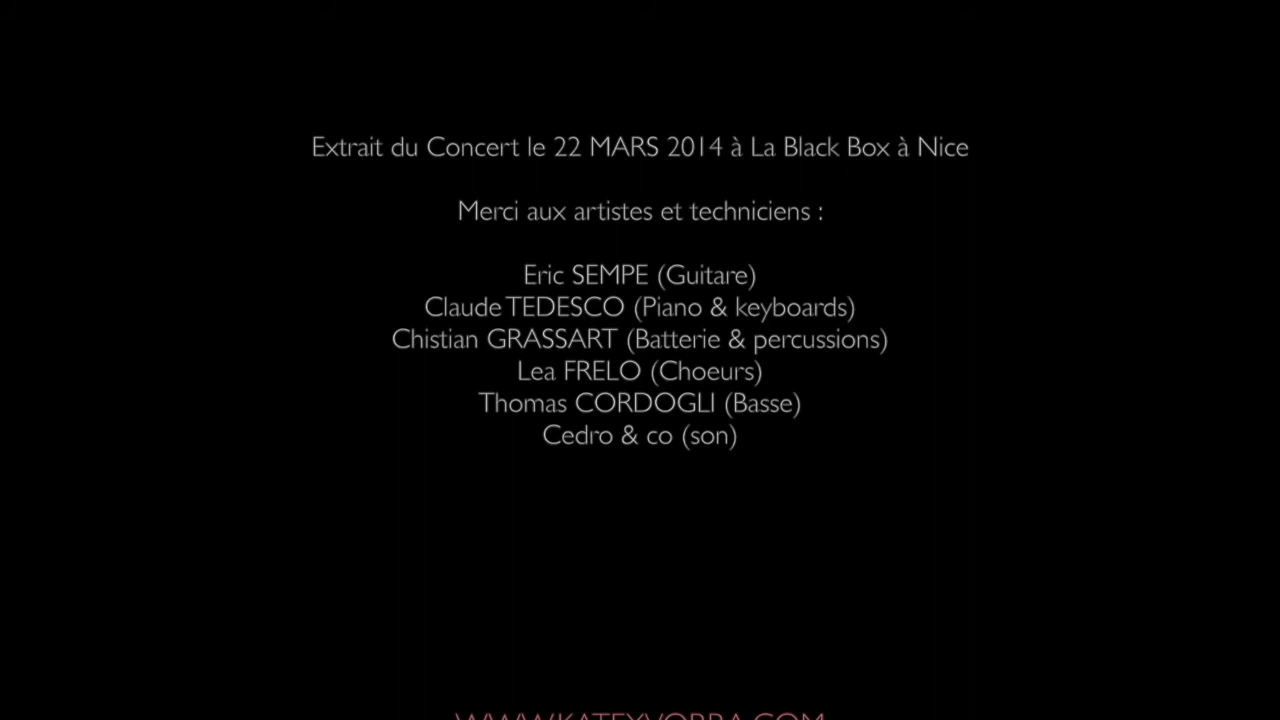 Extrait du Concert le 22 MARS 2014 à La Black Box à Nice
Merci aux artistes et techniciens :
Eric SEMPE (Guitare)
Claude TEDESCO (Piano & keyboards)
Chistian GRASSART (Batterie & percussions)
Lea FRELO (Choeurs)
Thomas CORDOGLI (Basse)
Cedro & co (son)